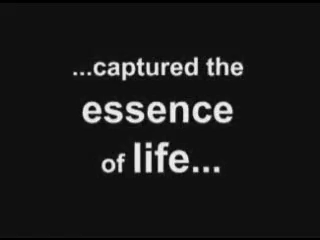 ...captured the
essence
of life...